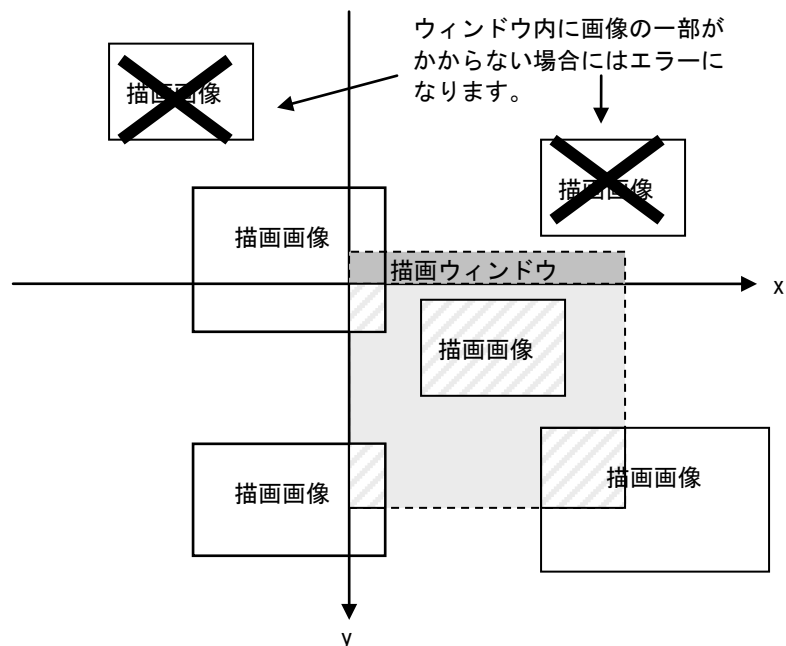 ウィンドウ内に画像の一部が
かからない場合にはエラーに
なります。
描画画像
描画画像
描画画像
描画ウィンドウ
x
描画画像
描画画像
描画画像
y